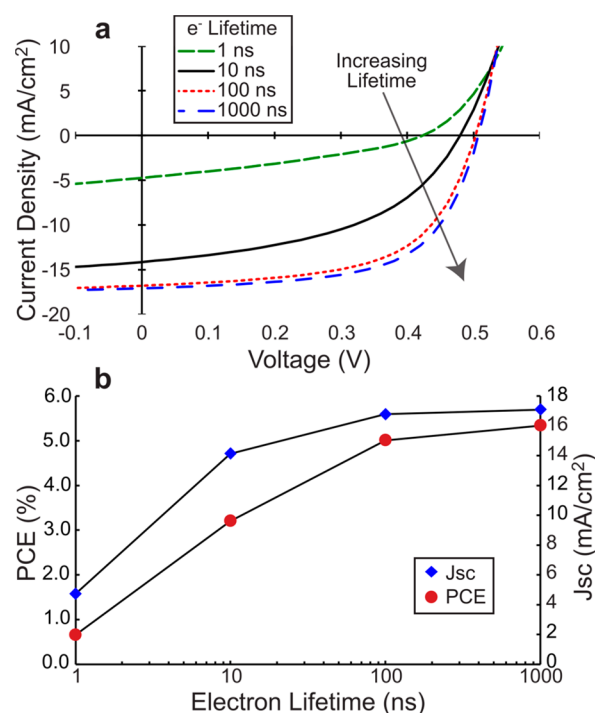 a
e- Lifetime
1 ns
10 ns
100 ns
1000 ns
Increasing
Lifetime
Current Density (mA/cm2)
10
5
0
-5
-10
-15
-20
-0.1
0
0.1
0.2
0.3
0.4
0.5
0.6
Voltage (V)
b
PCE (%)
6.0
5.0
4.0
3.0
2.0
1.0
0.0
18
16
14
12
10
8
6
4
2
0
Jsc (mA/cm2)
Jsc
PCE
1
10
100
1000
Electron Lifetime (ns)